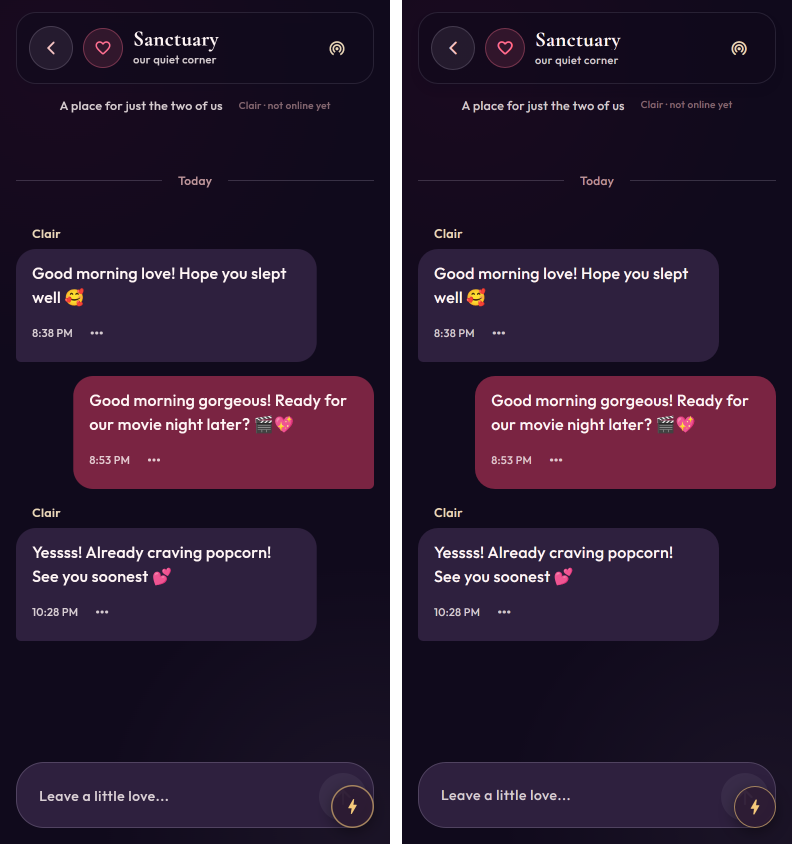 Sanctuary
our quiet corner
A place for just the two of us Clair · not online yet
Today
Clair
Good morning love! Hope you slept
well 🥰
8:38 PM •••
Good morning gorgeous! Ready for
our movie night later? 🎬💖
8:53 PM •••
Clair
Yessss! Already craving popcorn!
See you soonest 💕
10:28 PM •••
Leave a little love...
Sanctuary
our quiet corner
A place for just the two of us Clair · not online yet
Today
Clair
Good morning love! Hope you slept
well 🥰
8:38 PM •••
Good morning gorgeous! Ready for
our movie night later? 🎬💖
8:53 PM •••
Clair
Yessss! Already craving popcorn!
See you soonest 💕
10:28 PM •••
Leave a little love...